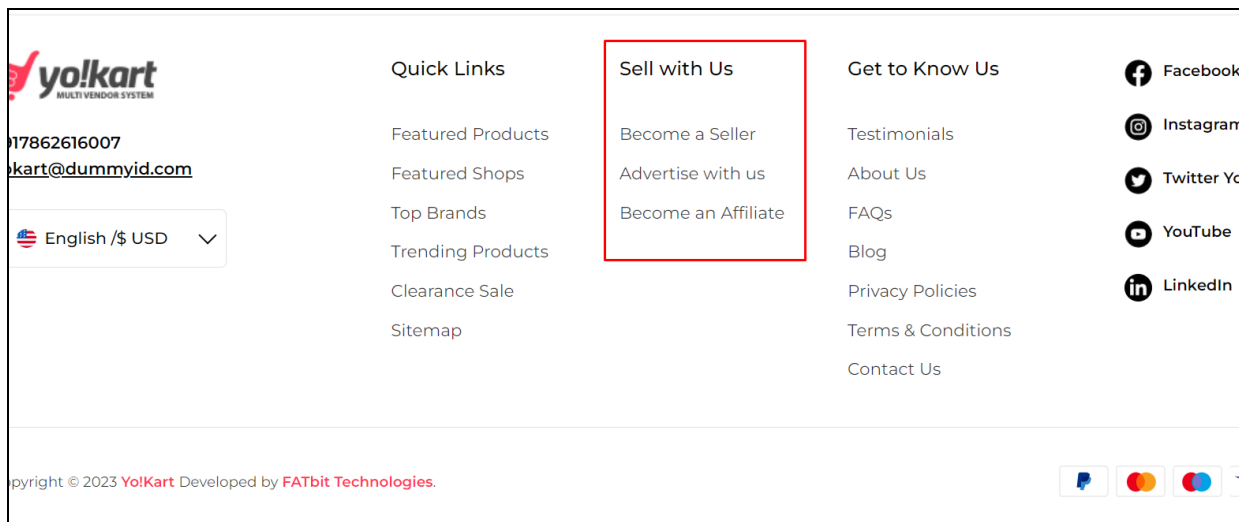 yo!kart
MULTI VENDOR SYSTEM
917862616007
okart@dummyid.com
English /$ USD
Quick Links
Featured Products
Featured Shops
Top Brands
Trending Products
Clearance Sale
Sitemap
Sell with Us
Become a Seller
Advertise with us
Become an Affiliate
Get to Know Us
Testimonials
About Us
FAQs
Blog
Privacy Policies
Terms & Conditions
Contact Us
Facebook
Instagram
Twitter Yo
YouTube
LinkedIn
opyright © 2023 Yo!Kart Developed by FATbit Technologies.